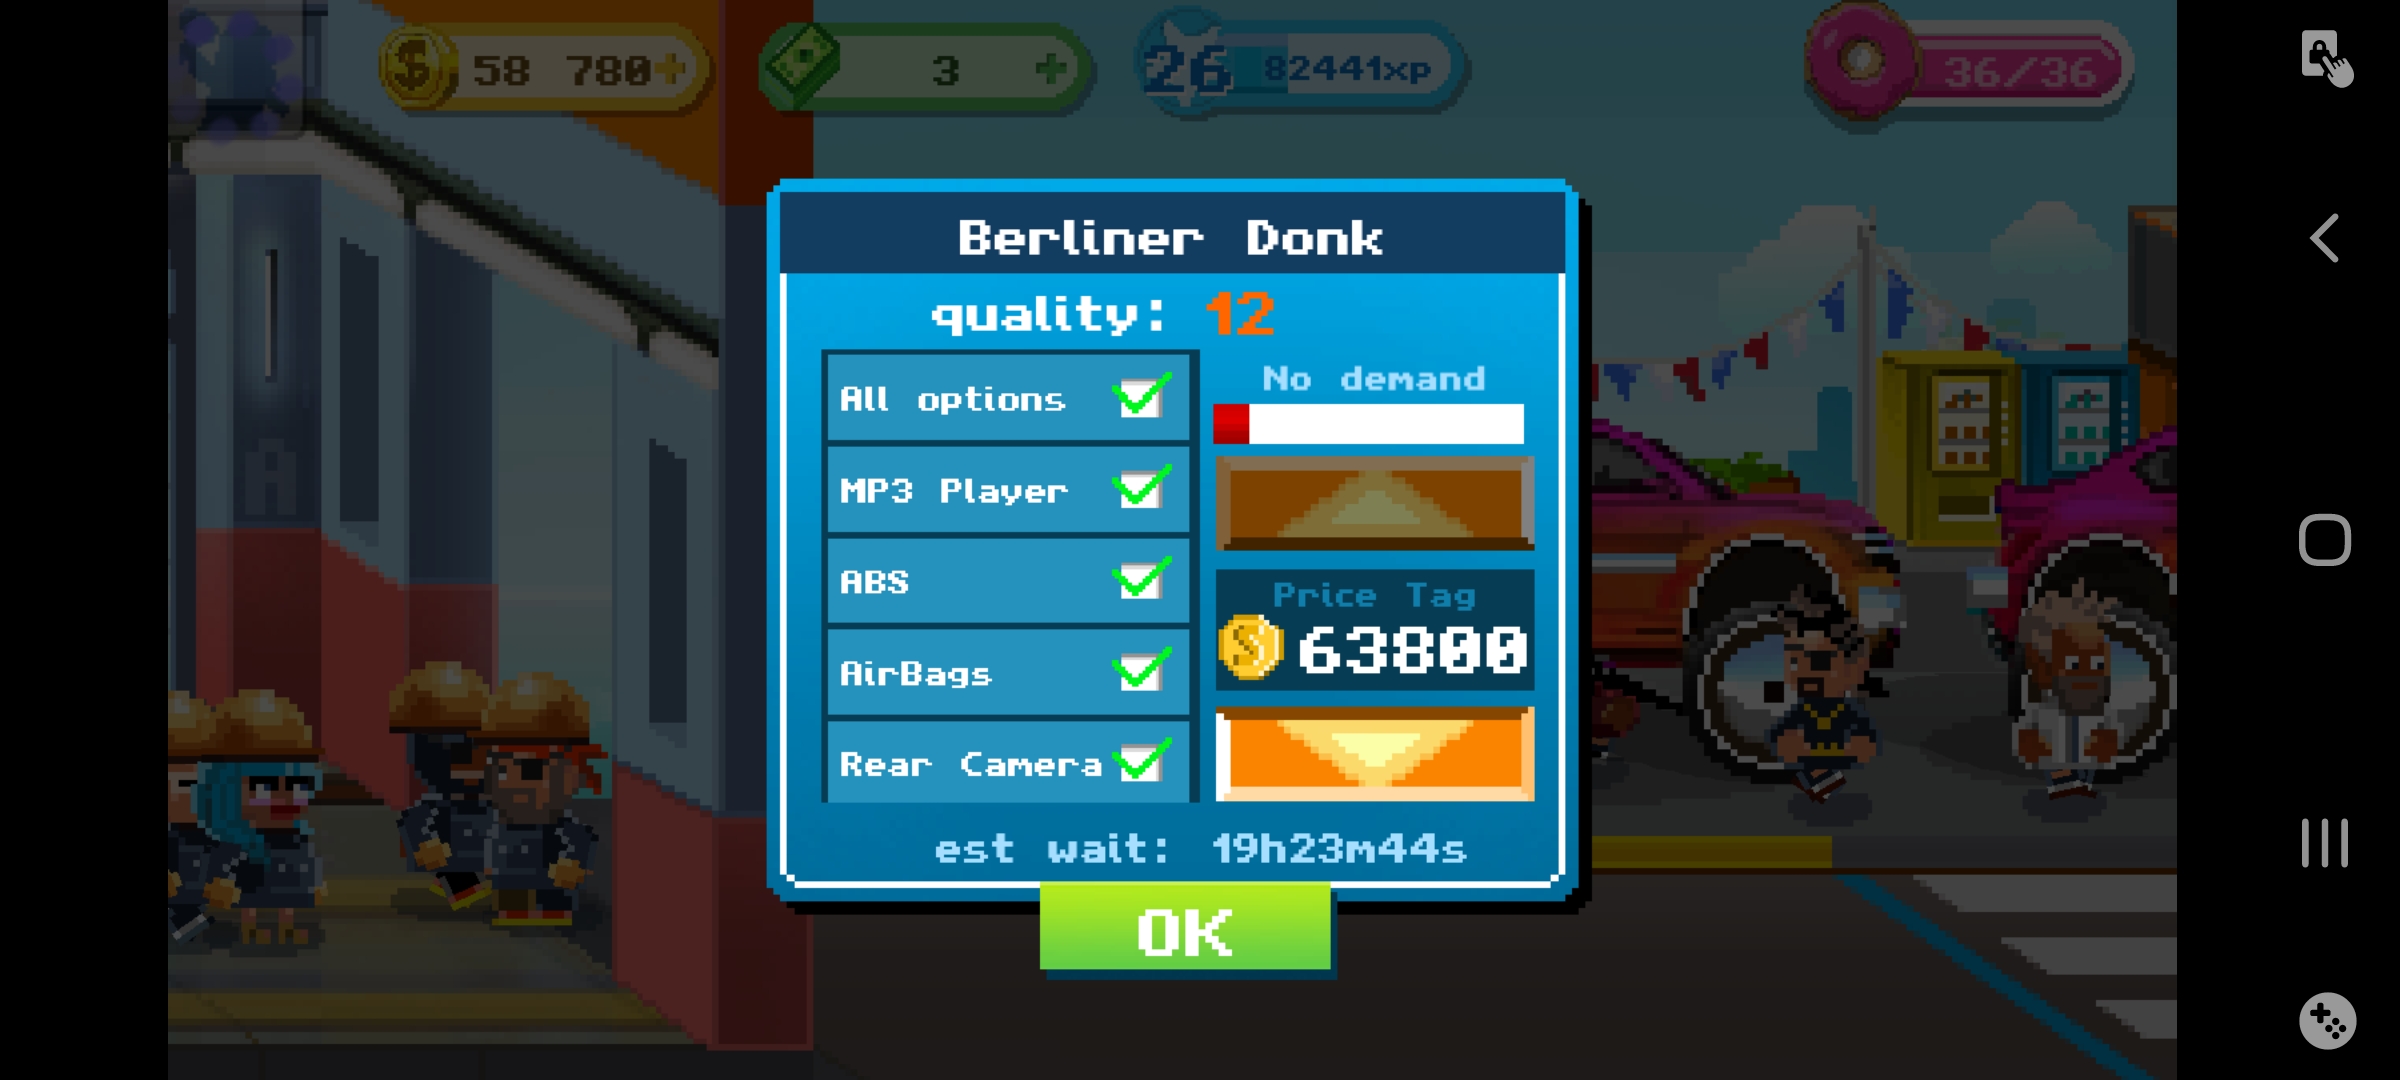 58 780+
3 +
26 82441xp
36/36
Berliner Donk
quality: 12
All options
No demand
MP3 Player
ABS
Price Tag
63800
AirBags
Rear Camera
est wait: 19h23m44s
OK